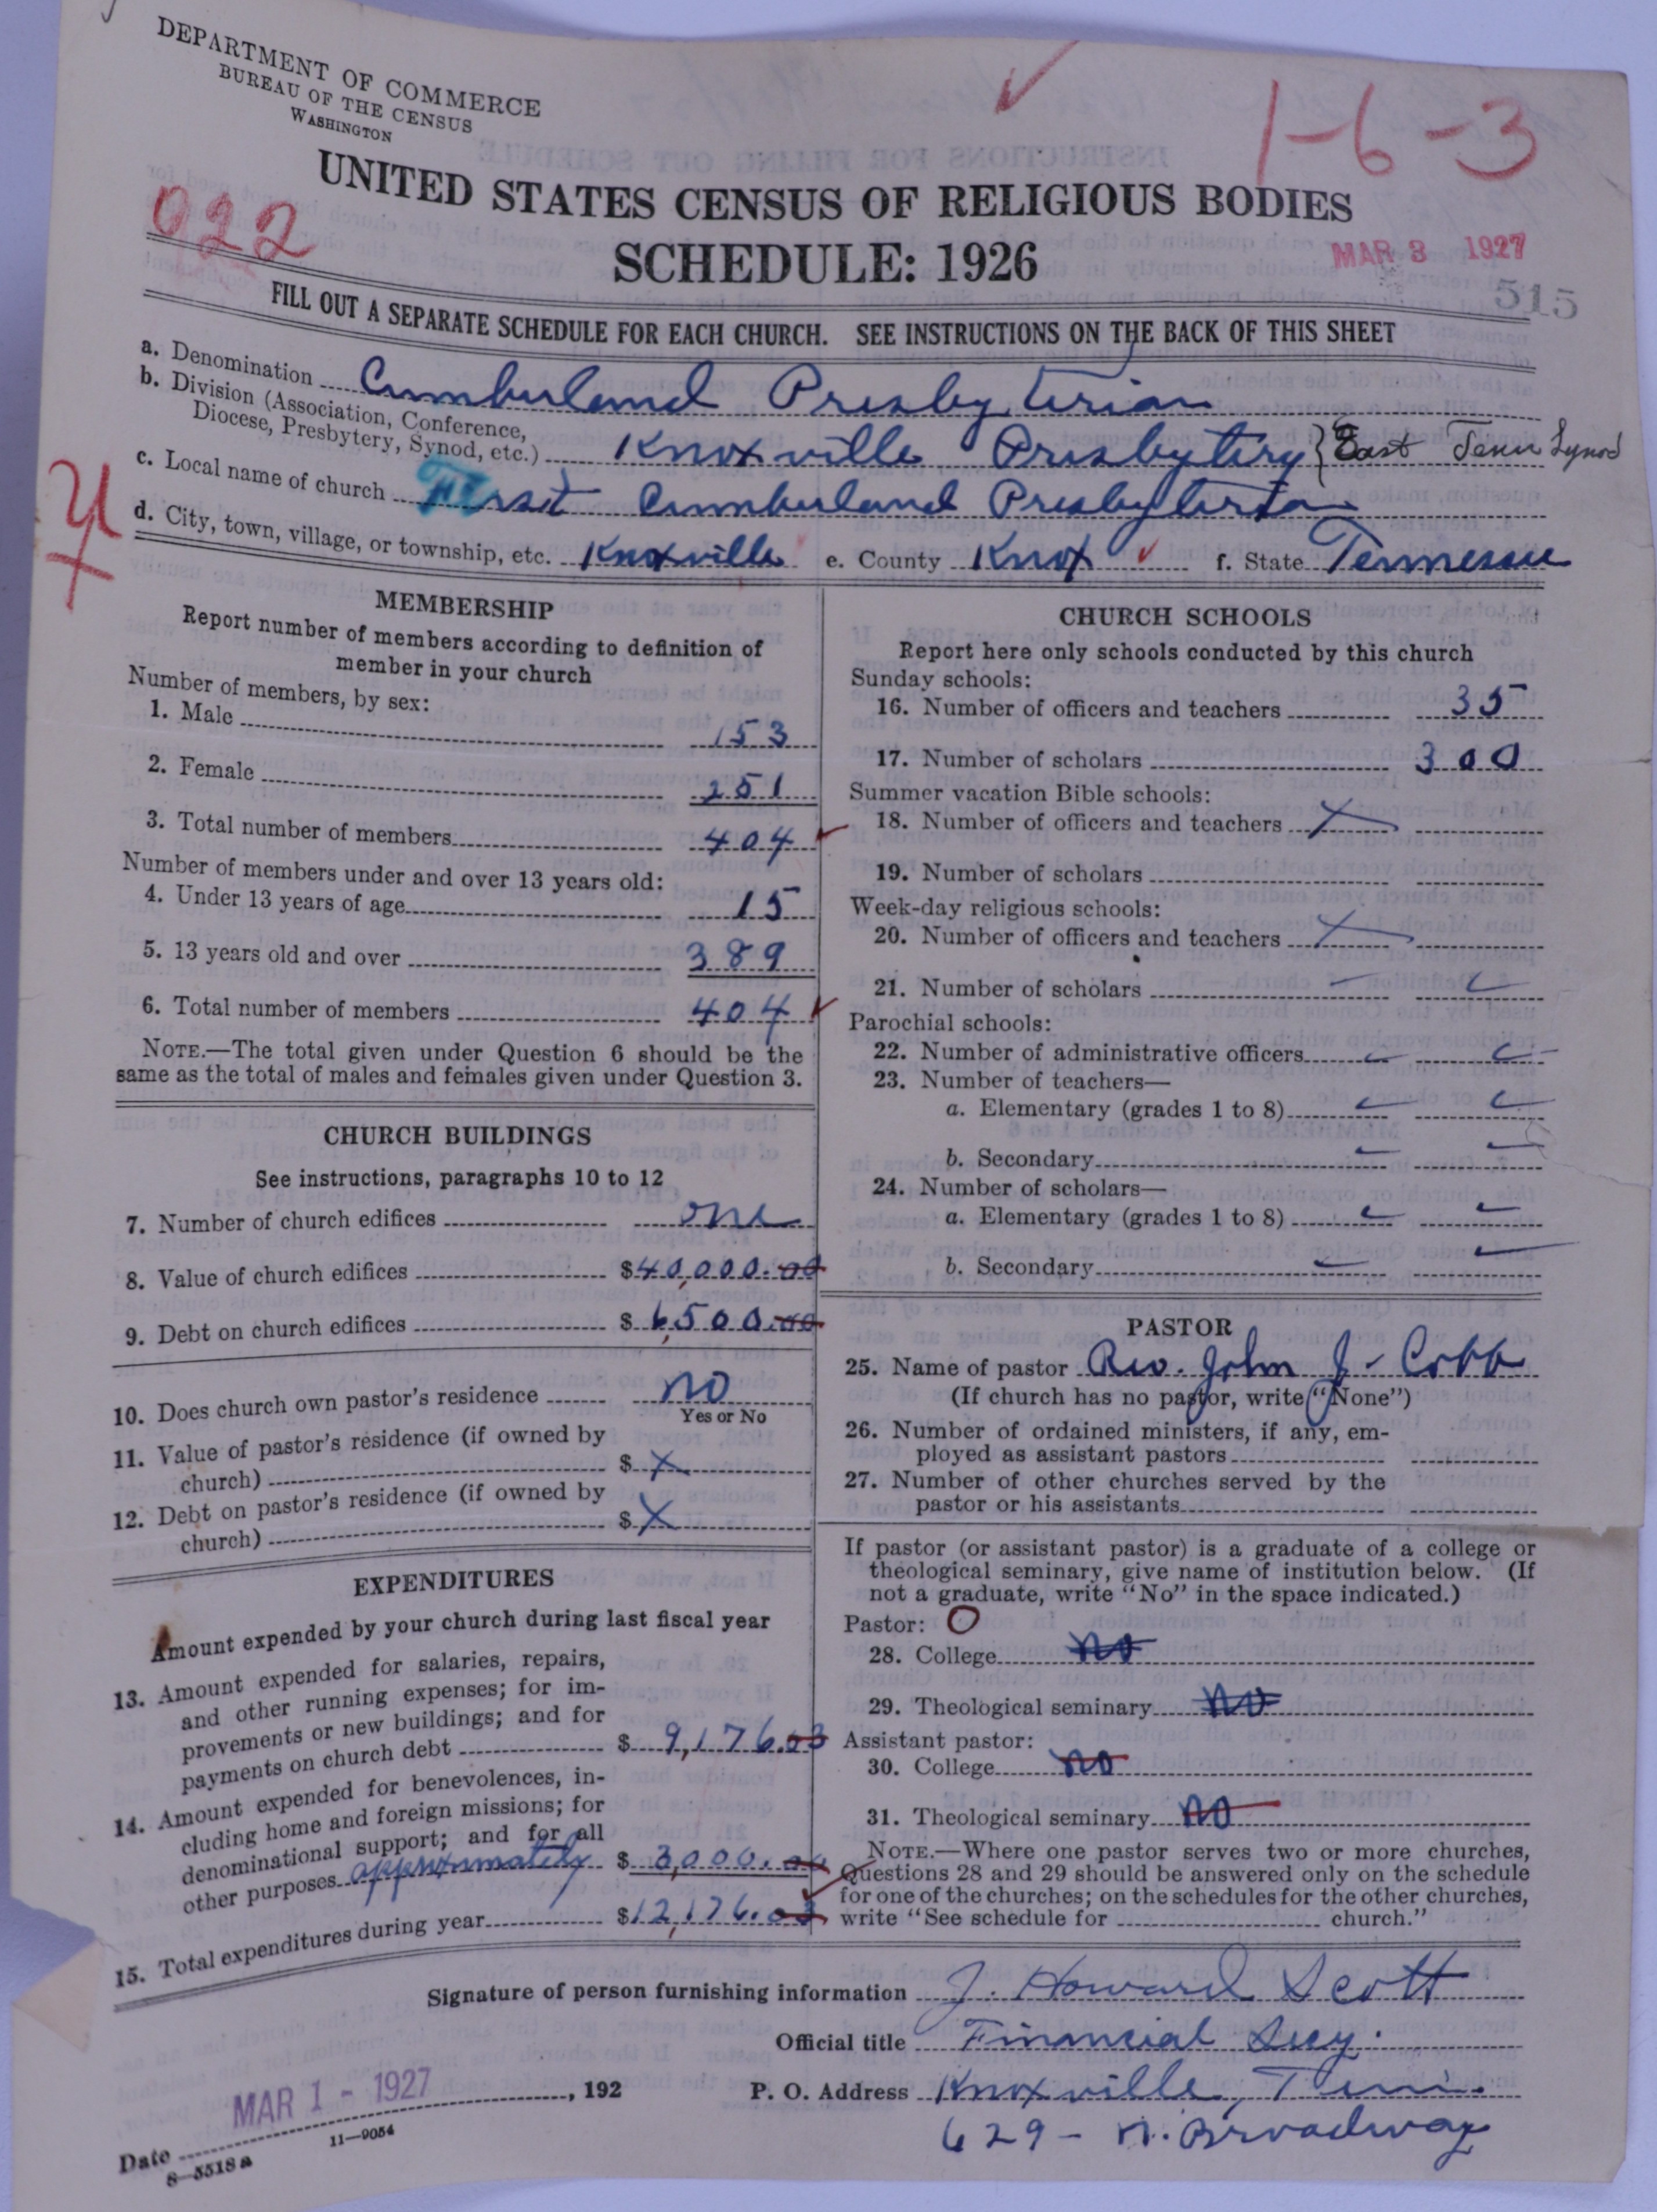 DEPARTMENT OF COMMERCE
BUREAU OF THE CENSUS
WASHINGTON
1-6-3
UNITED STATES CENSUS OF RELIGIOUS BODIES
022
SCHEDULE: 1926
MAR 3 1927
515
FILL OUT A SEPARATE SCHEDULE FOR EACH CHURCH. SEE INSTRUCTIONS ON THE BACK OF THIS SHEET
a. Denomination Cumberland Presbyterian
b. Division (Association, Conference, Diocese, Presbytery, Synod, etc.) Knoxville Presbytery } East Tenn Synod
c. Local name of church First Cumberland Presbyterian
d. City, town, village, or township, etc. Knoxville e. County Knox f. State Tennessee
MEMBERSHIP
Report number of members according to definition of
member in your church
Number of members, by sex:
1. Male 153
2. Female 251
3. Total number of members 404
Number of members under and over 13 years old:
4. Under 13 years of age 15
5. 13 years old and over 389
6. Total number of members 404
NOTE.—The total given under Question 6 should be the
same as the total of males and females given under Question 3.
CHURCH BUILDINGS
See instructions, paragraphs 10 to 12
7. Number of church edifices one
8. Value of church edifices $40,000.00
9. Debt on church edifices $6,500.00
10. Does church own pastor's residence no
Yes or No
11. Value of pastor's residence (if owned by
church) $ X
12. Debt on pastor's residence (if owned by
church) $ X
EXPENDITURES
Amount expended by your church during last fiscal year
13. Amount expended for salaries, repairs,
and other running expenses; for im-
provements or new buildings; and for
payments on church debt $ 9,176.03
14. Amount expended for benevolences, in-
cluding home and foreign missions; for
denominational support; and for all
other purposes approximately $ 3,000.00
15. Total expenditures during year $12,176.03
CHURCH SCHOOLS
Report here only schools conducted by this church
Sunday schools:
16. Number of officers and teachers 35
17. Number of scholars 300
Summer vacation Bible schools:
18. Number of officers and teachers X
19. Number of scholars
Week-day religious schools:
20. Number of officers and teachers X
21. Number of scholars
Parochial schools:
22. Number of administrative officers
23. Number of teachers—
a. Elementary (grades 1 to 8)
b. Secondary
24. Number of scholars—
a. Elementary (grades 1 to 8)
b. Secondary
PASTOR
25. Name of pastor Rev. John J. Cobb
(If church has no pastor, write "None")
26. Number of ordained ministers, if any, em-
ployed as assistant pastors
27. Number of other churches served by the
pastor or his assistants
If pastor (or assistant pastor) is a graduate of a college or
theological seminary, give name of institution below. (If
not a graduate, write "No" in the space indicated.)
Pastor: O
28. College no
29. Theological seminary no
Assistant pastor:
30. College no
31. Theological seminary no
NOTE.—Where one pastor serves two or more churches,
Questions 28 and 29 should be answered only on the schedule
for one of the churches; on the schedules for the other churches,
write "See schedule for church."
Signature of person furnishing information J. Howard Scott
Official title Financial Secy.
P. O. Address Knoxville, Tenn.
629 - N. Broadway
Date MAR 1 - 1927, 192
11—9054
8—5518 a